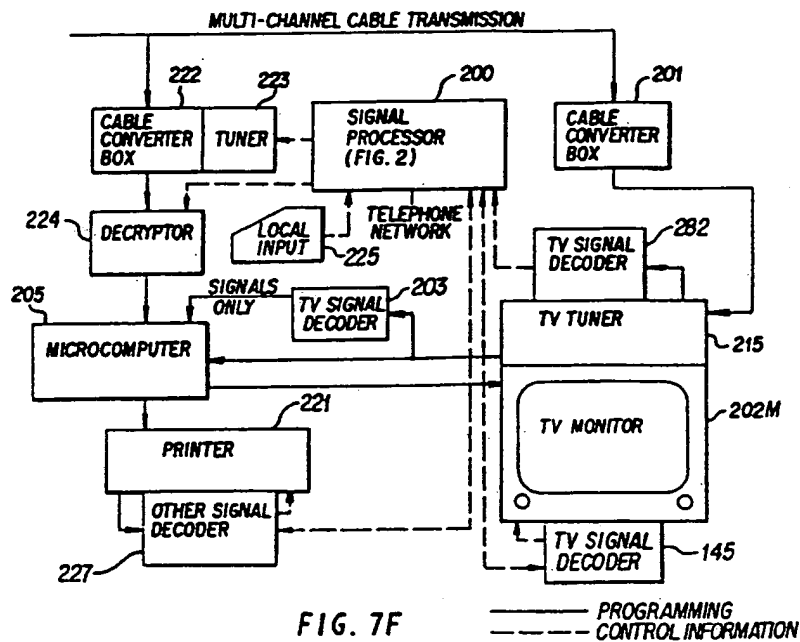 MULTI-CHANNEL CABLE TRANSMISSION
222
223
200
201
CABLE
CONVERTER
BOX
TUNER
SIGNAL
PROCESSOR
(FIG. 2)
CABLE
CONVERTER
BOX
224
DECRYPTOR
LOCAL
INPUT
225
TELEPHONE
NETWORK
TV SIGNAL
DECODER
282
205
SIGNALS
ONLY
TV SIGNAL
DECODER
203
MICROCOMPUTER
TV TUNER
215
221
PRINTER
TV MONITOR
202M
OTHER SIGNAL
DECODER
227
TV SIGNAL
DECODER
145
FIG. 7F
PROGRAMMING
CONTROL INFORMATION